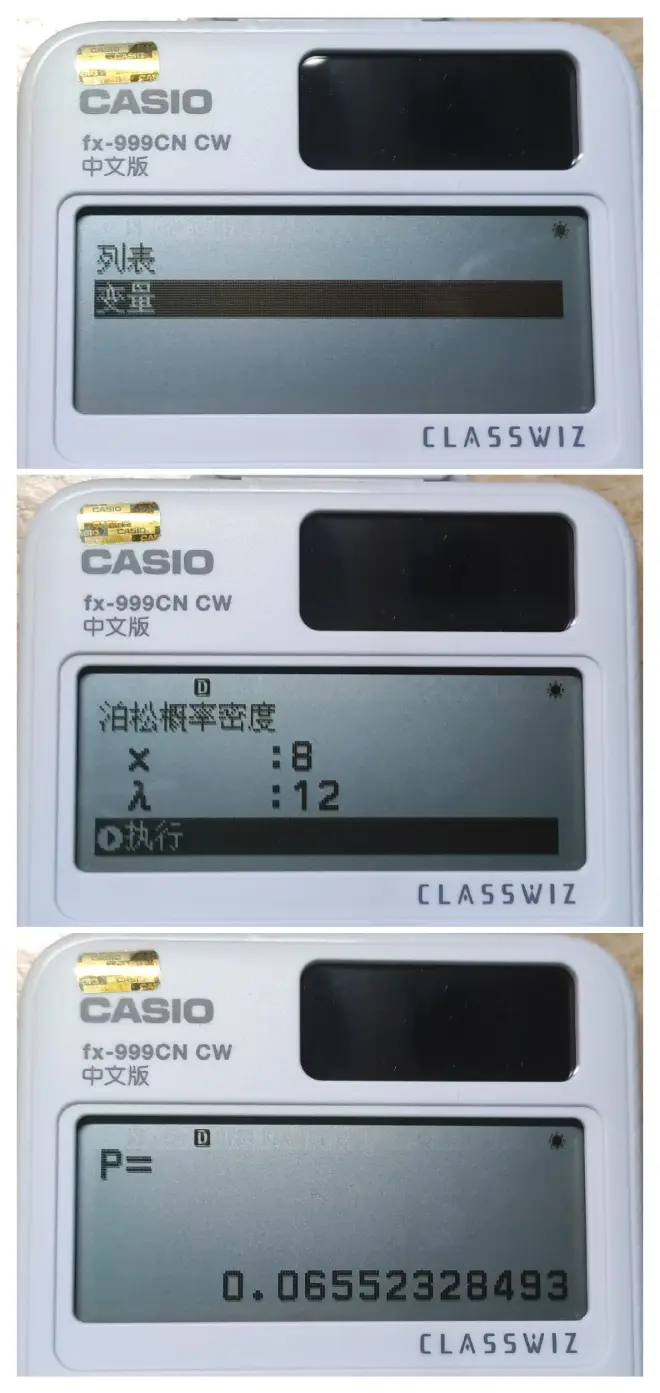 CASIO
fx-999CN CW
中文版
列表
变量
CLASSWIZ
CASIO
fx-999CN CW
中文版
D
泊松概率密度
x :8
λ :12
执行
CLASSWIZ
CASIO
fx-999CN CW
中文版
D
P=
0.06552328493
CLASSWIZ